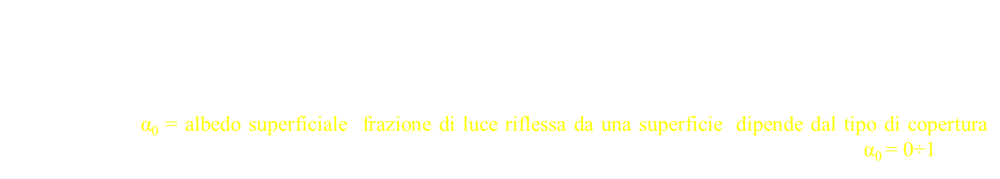 α₀ = albedo superficiale frazione di luce riflessa da una superficie dipende dal tipo di copertura
α₀ = 0÷1